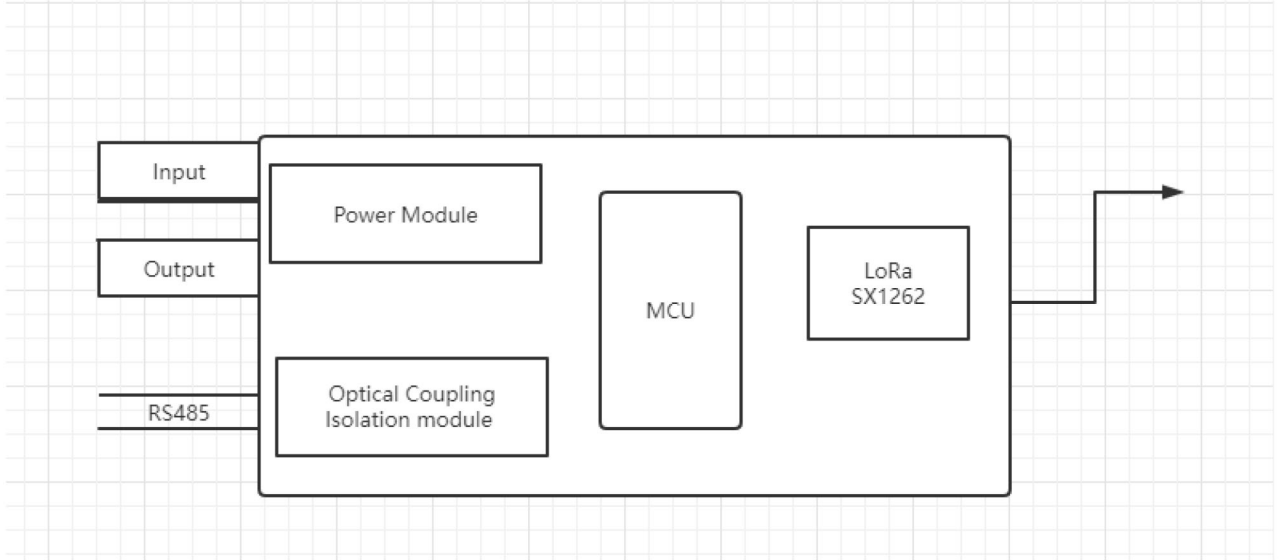 Input
Power Module
Output
MCU
LoRa
SX1262
Optical Coupling
Isolation module
RS485